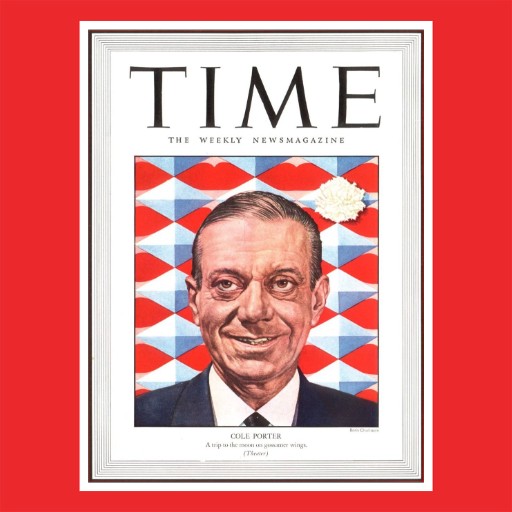 TIME
THE WEEKLY NEWSMAGAZINE
COLE PORTER
A trip to the moon on gossamer wings.
(Theater)